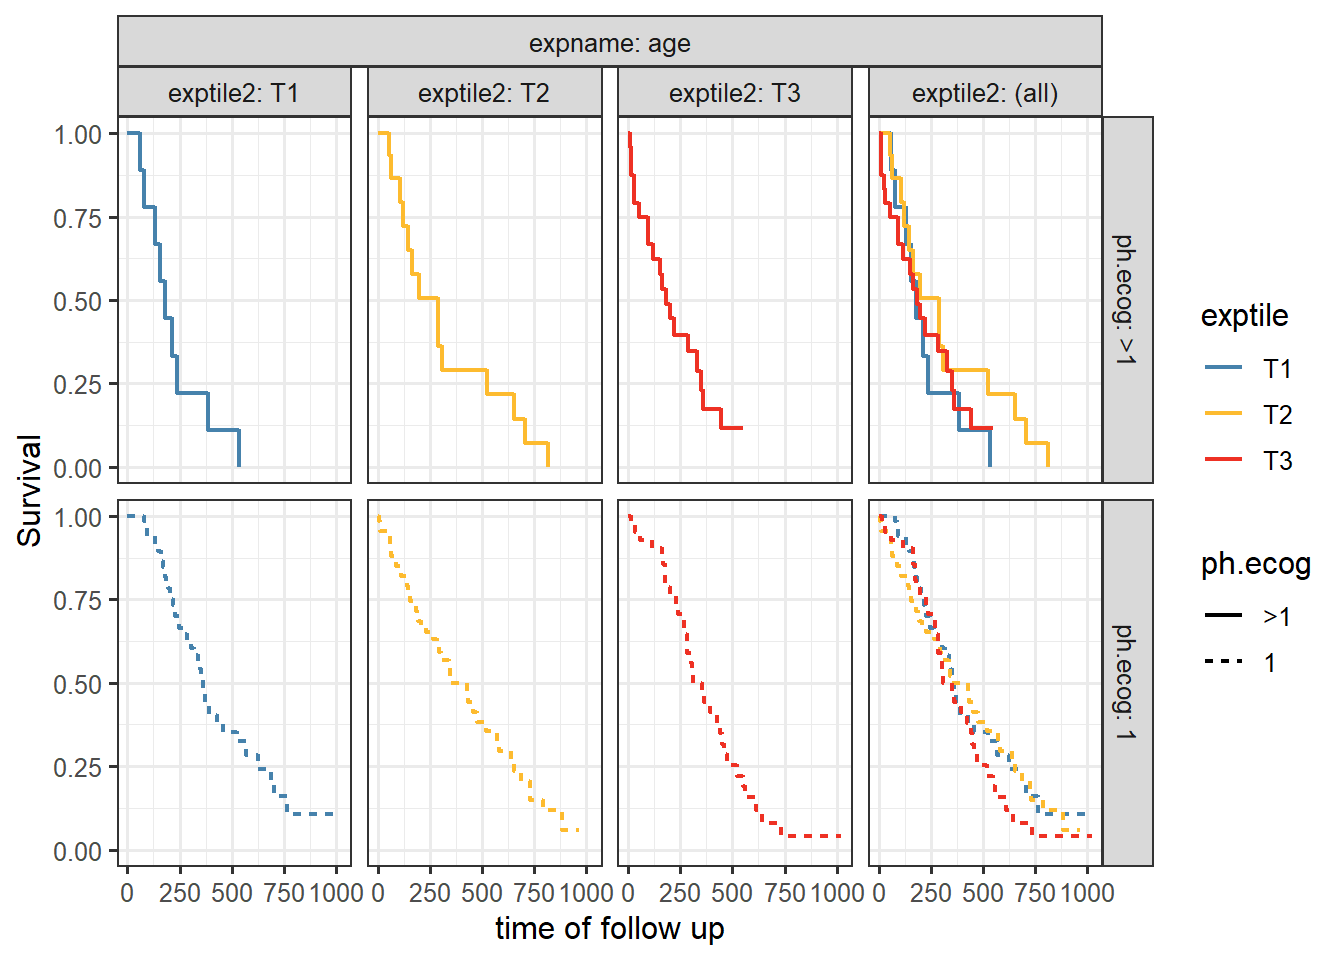 expname: age
exptile2: T1
exptile2: T2
exptile2: T3
exptile2: (all)
1.00
0.75
0.50
0.25
0.00
ph.ecog: >1
1.00
0.75
0.50
0.25
0.00
ph.ecog: 1
0 250 500 750 1000
0 250 500 750 1000
0 250 500 750 1000
0 250 500 750 1000
time of follow up
Survival
exptile
T1
T2
T3
ph.ecog
>1
1